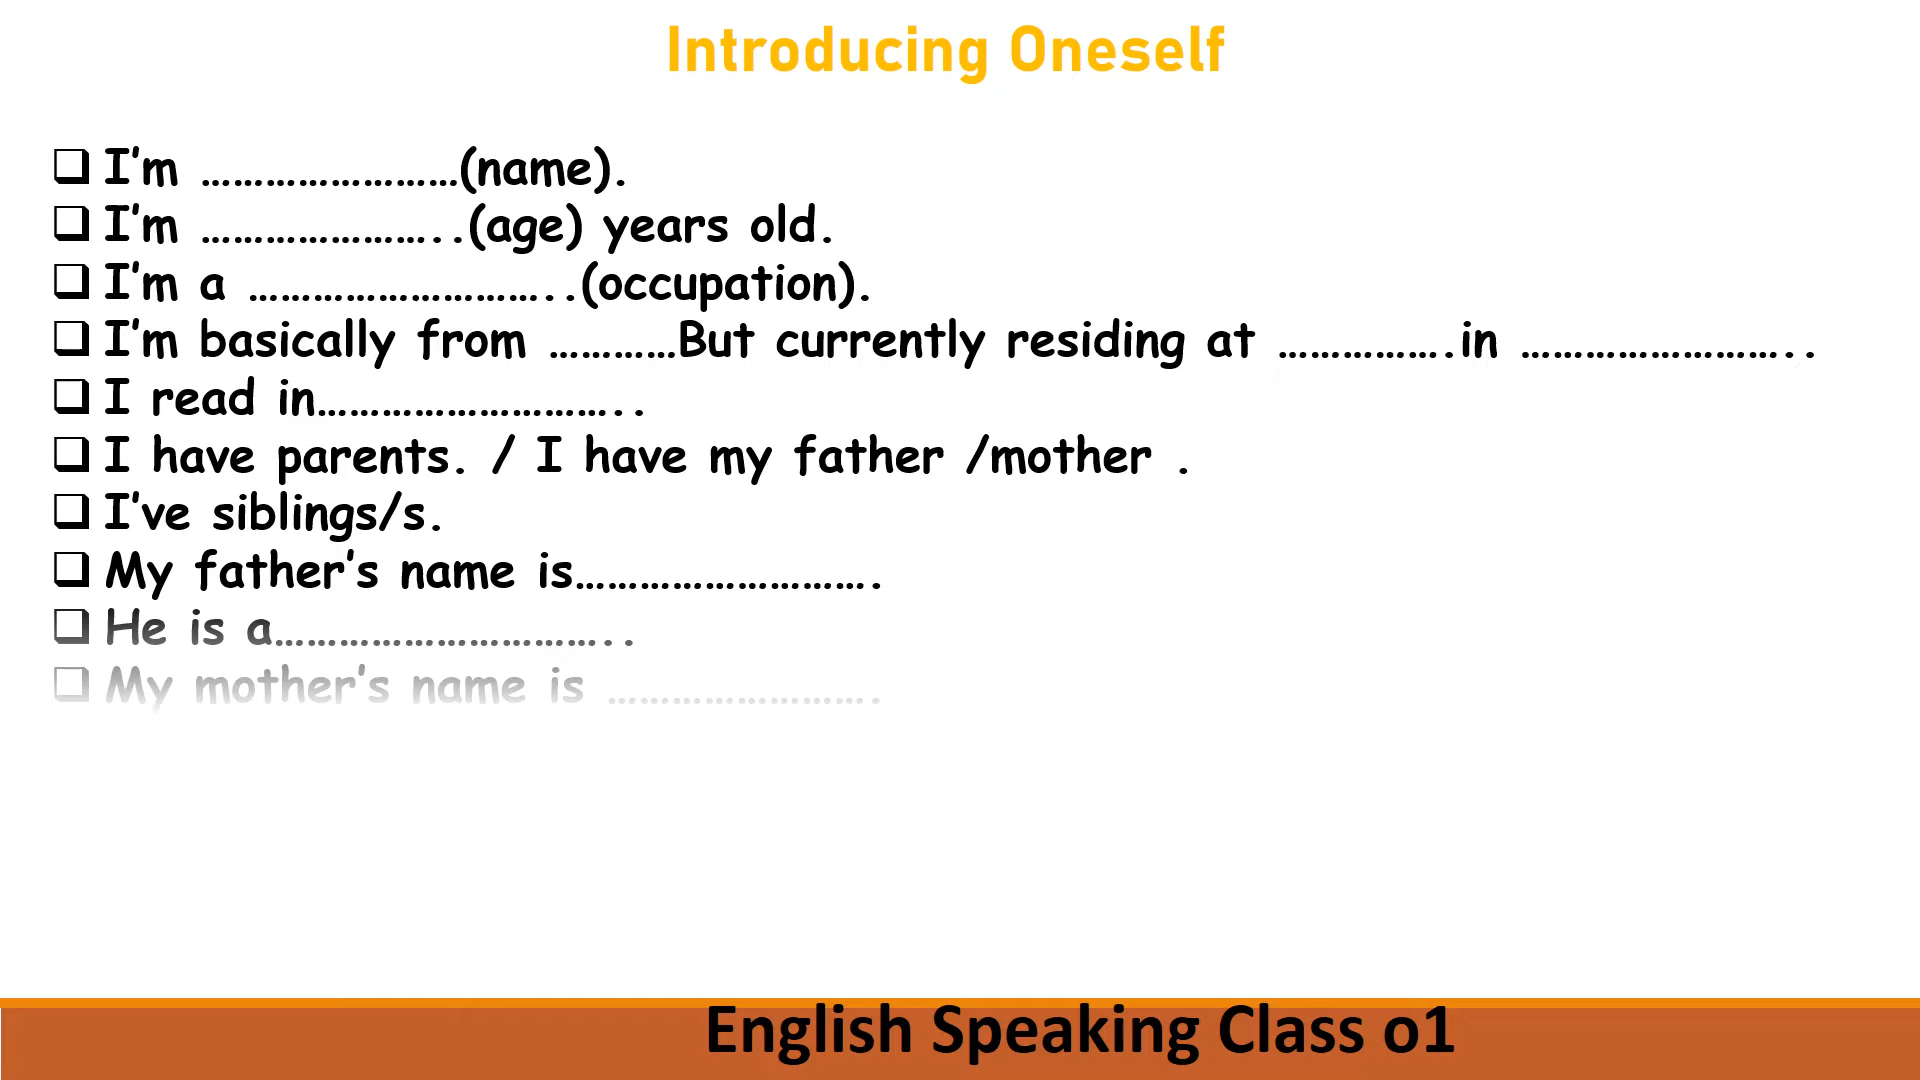 Introducing Oneself
❑ I'm ……………………(name).
❑ I'm …………………..(age) years old.
❑ I'm a ………………………..(occupation).
❑ I'm basically from …………But currently residing at …………….in ……………………..
❑ I read in………………………..
❑ I have parents. / I have my father /mother .
❑ I've siblings/s.
❑ My father's name is……………………….
❑ He is a…………………………..
❑ My mother's name is …………………….
English Speaking Class o1